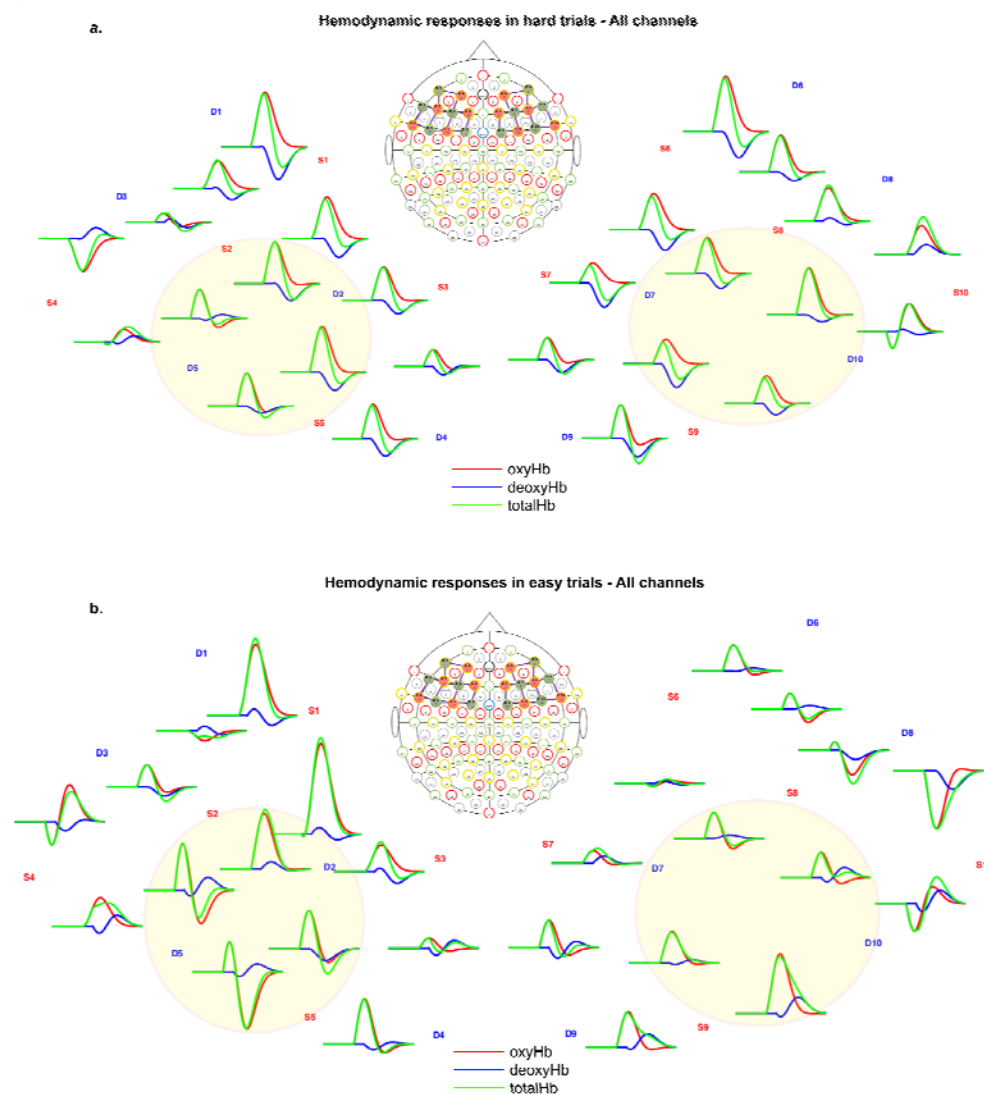 Hemodynamic responses in hard trials - All channels
a.
D6
D1
S6
S1
D8
D3
S8
S2
S7
S3
D2
D7
S10
S4
D10
D5
S5
S9
D4
D9
oxyHb
deoxyHb
totalHb
Hemodynamic responses in easy trials - All channels
b.
D6
D1
S6
S1
D8
D3
S8
S2
S7
S3
D2
D7
S4
D10
D5
S5
S9
D4
D9
oxyHb
deoxyHb
totalHb